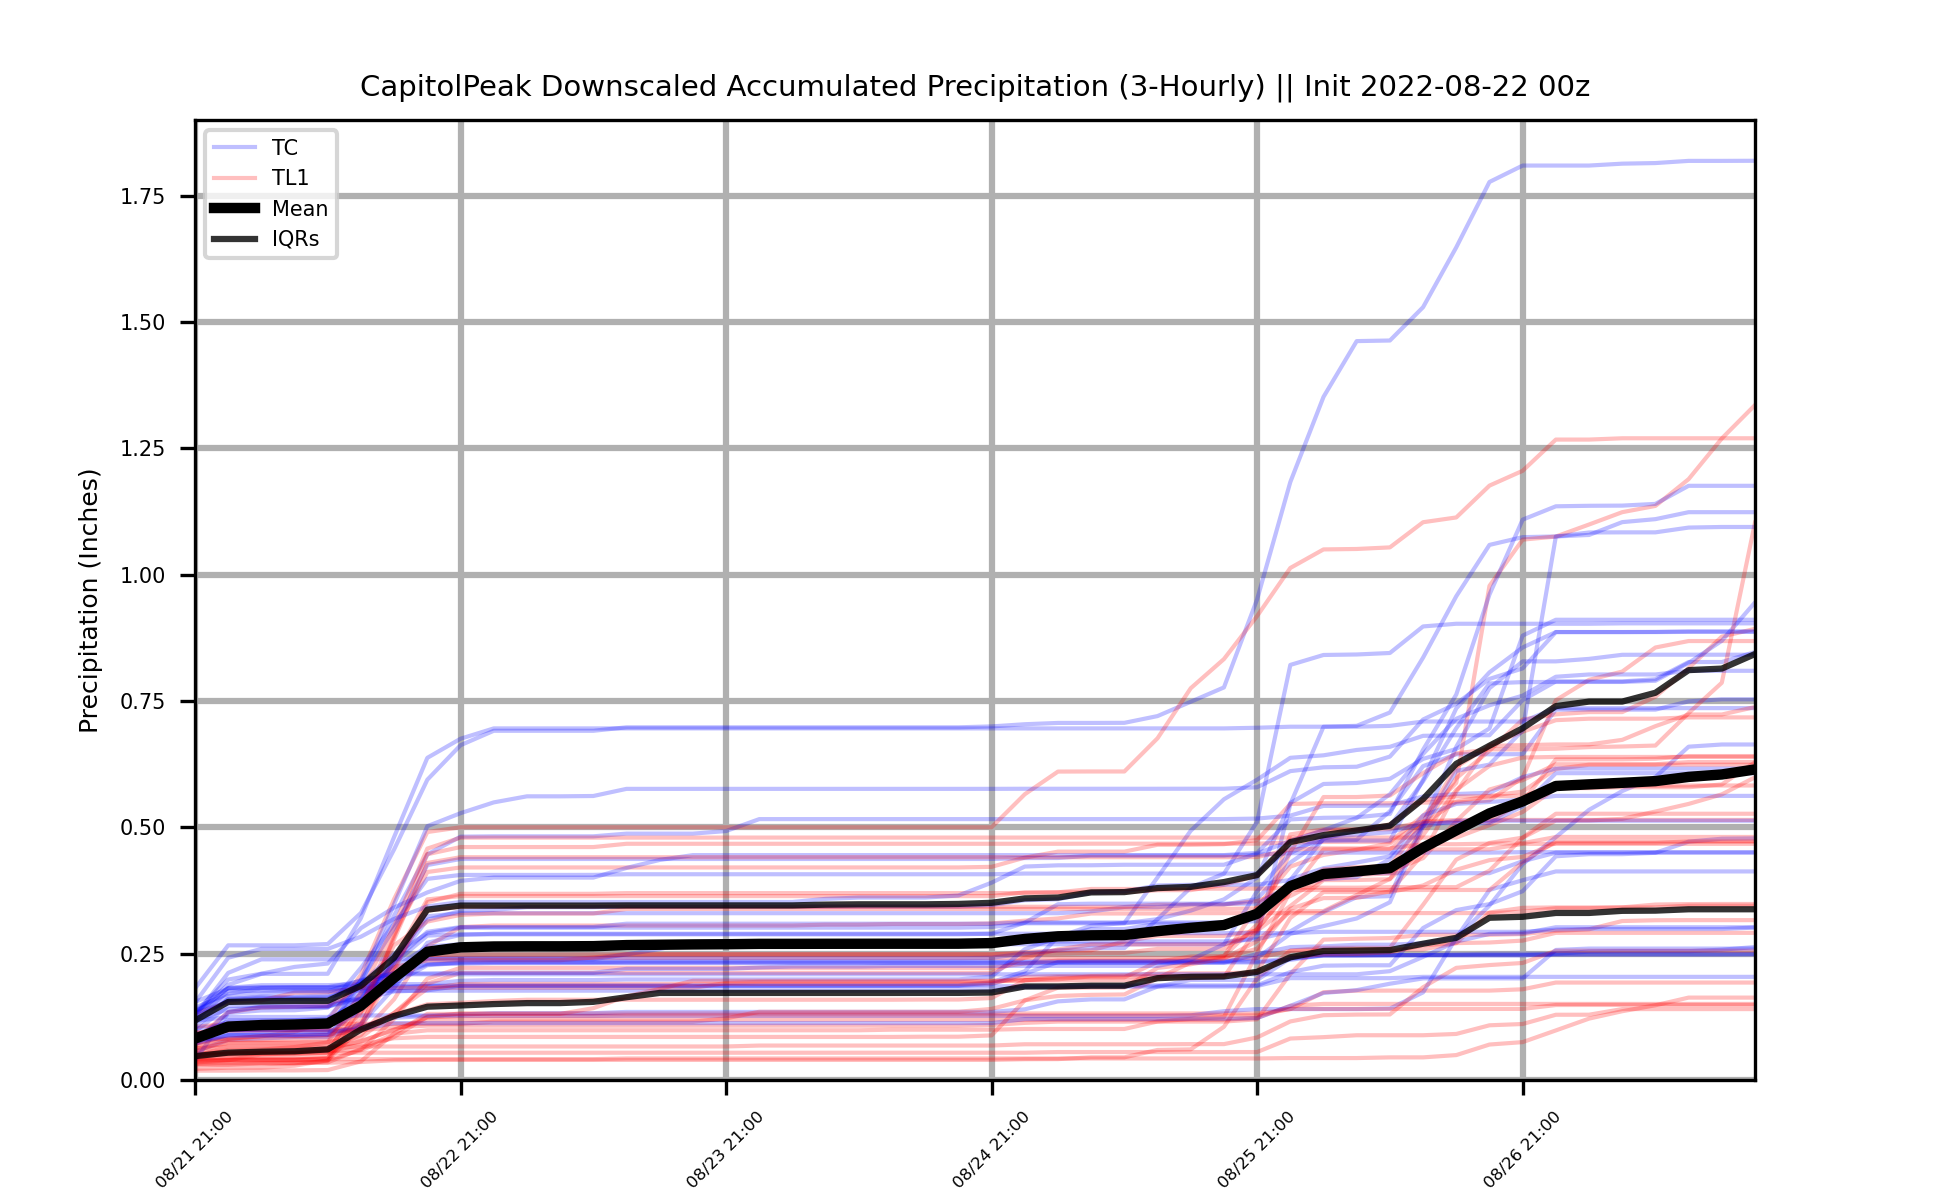 CapitolPeak Downscaled Accumulated Precipitation (3-Hourly) || Init 2022-08-22 00z
TC
TL1
Mean
IQRs
Precipitation (Inches)
1.75
1.50
1.25
1.00
0.75
0.50
0.25
0.00
08/21 21:00
08/22 21:00
08/23 21:00
08/24 21:00
08/25 21:00
08/26 21:00